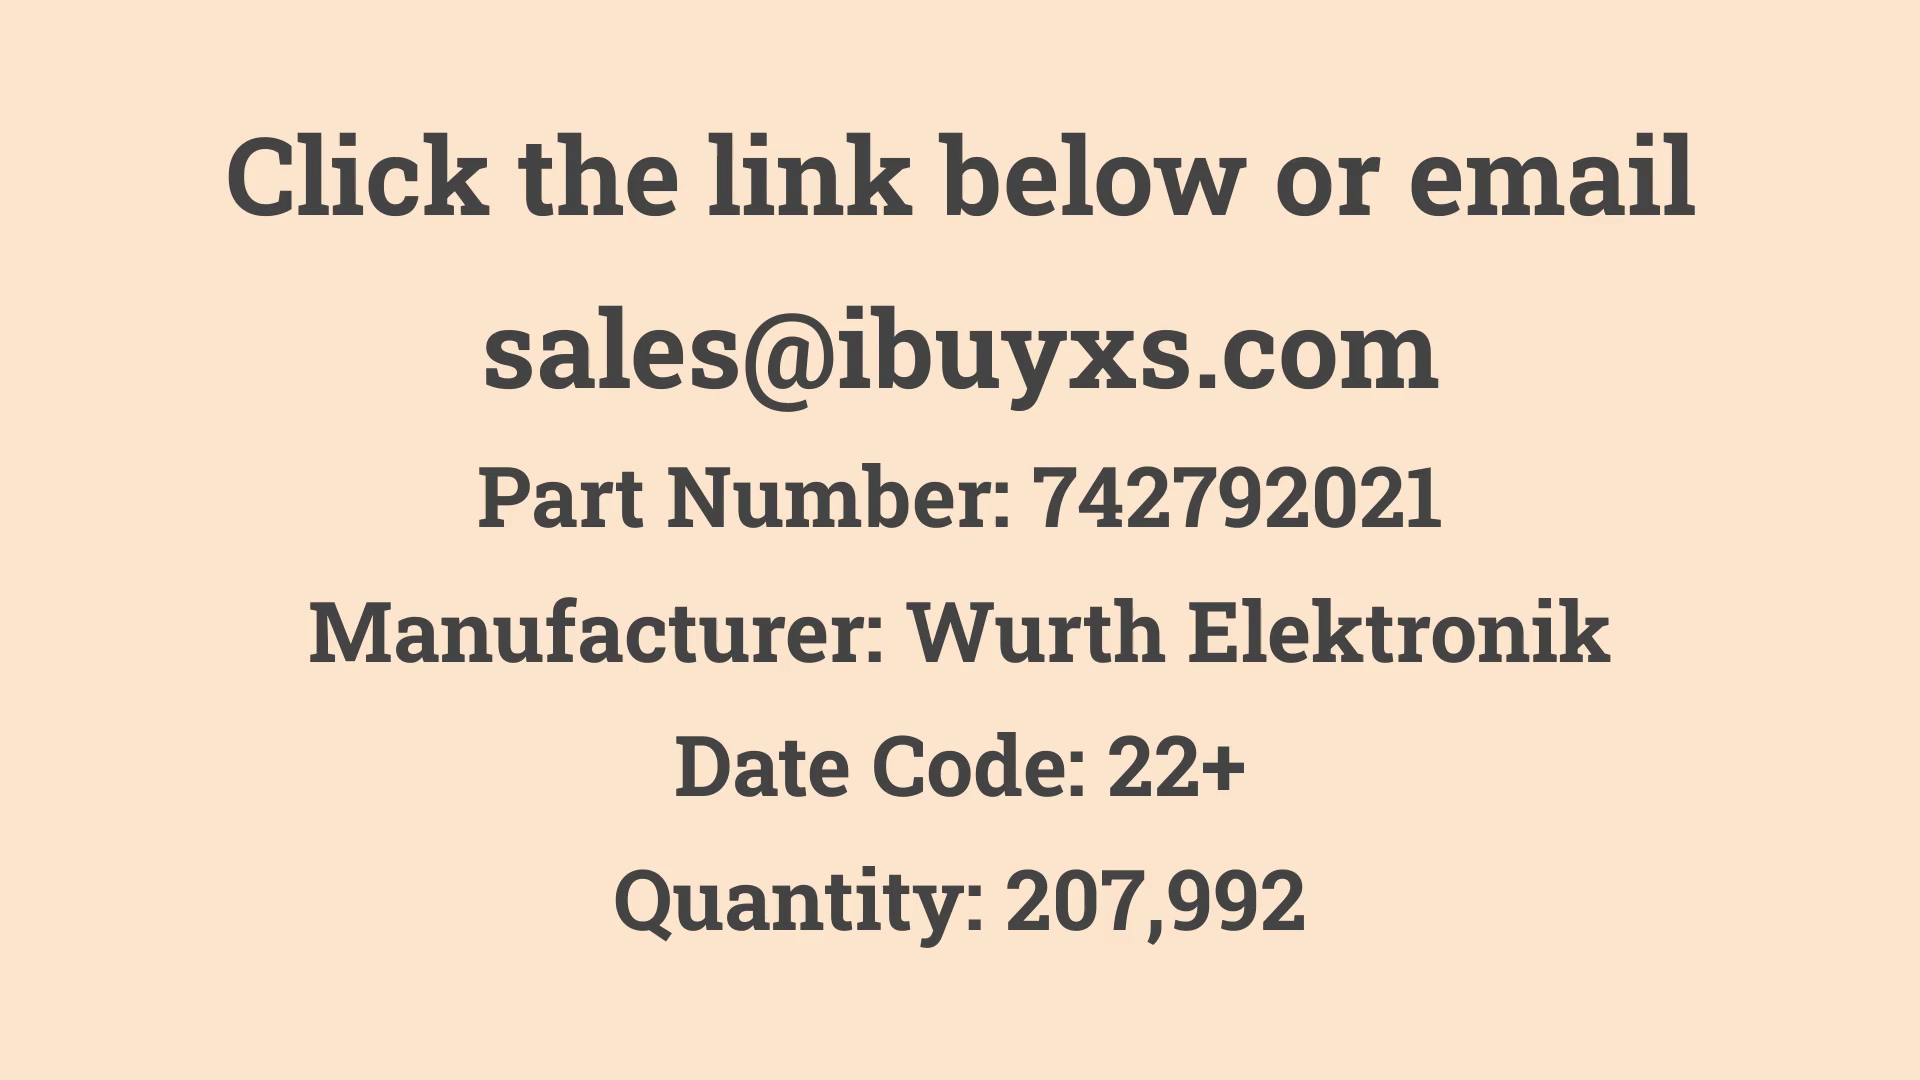 Click the link below or email
sales@ibuyxs.com
Part Number: 742792021
Manufacturer: Wurth Elektronik
Date Code: 22+
Quantity: 207,992